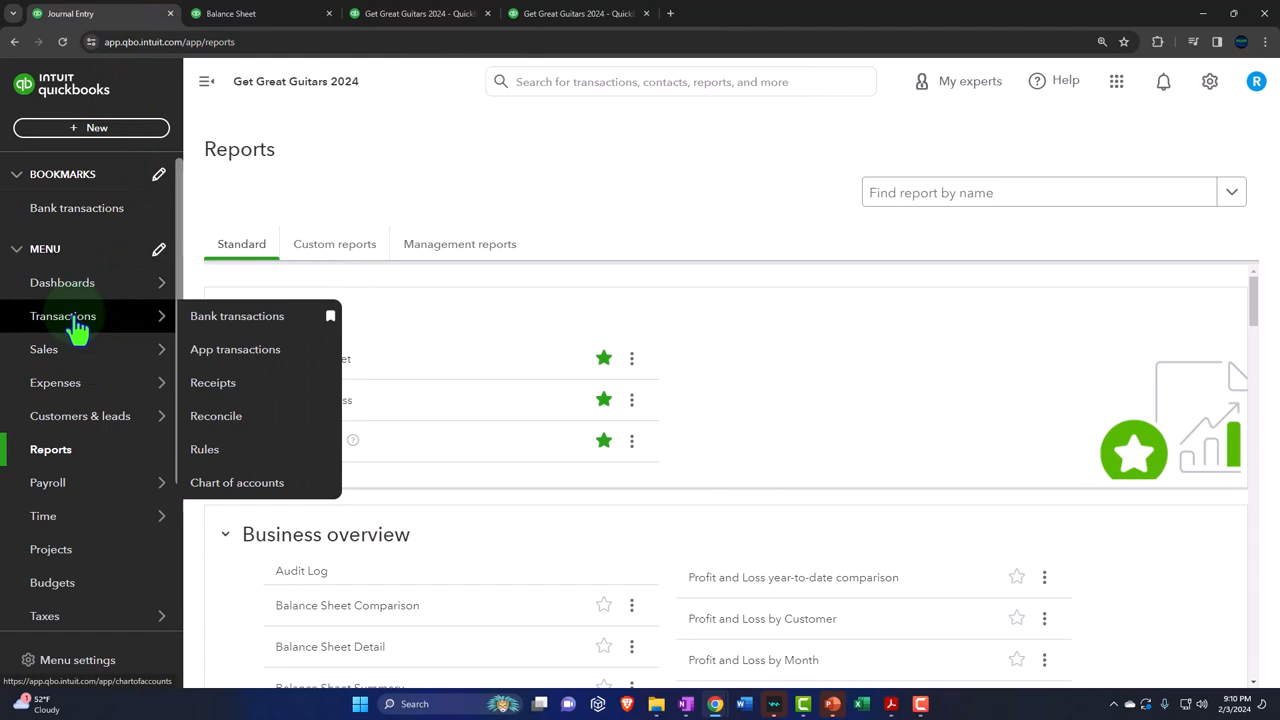 Journal Entry
Balance Sheet
Get Great Guitars 2024 - QuickB
Get Great Guitars 2024 - QuickB
app.qbo.intuit.com/app/reports
INTUIT
quickbooks
Get Great Guitars 2024
Search for transactions, contacts, reports, and more
My experts
Help
R
+ New
Reports
BOOKMARKS
Bank transactions
Find report by name
MENU
Standard
Custom reports
Management reports
Dashboards
Transactions
Sales
Expenses
Customers & leads
Reports
Payroll
Time
Projects
Budgets
Taxes
Menu settings
Bank transactions
App transactions
Receipts
Reconcile
Rules
Chart of accounts
et
ss
Business overview
Audit Log
Balance Sheet Comparison
Balance Sheet Detail
Balance Sheet Summary
Profit and Loss year-to-date comparison
Profit and Loss by Customer
Profit and Loss by Month
https://app.qbo.intuit.com/app/chartofaccounts
52°F
Cloudy
Search
9:10 PM
2/3/2024